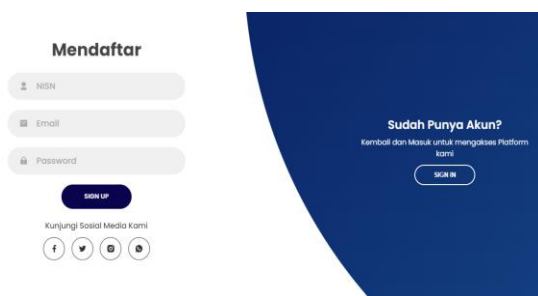 Mendaftar
NISN
Email
Password
SIGN UP
Kunjungi Sosial Media Kami
Sudah Punya Akun?
Kembali dan Masuk untuk mengakses Platform
kami
SIGN IN